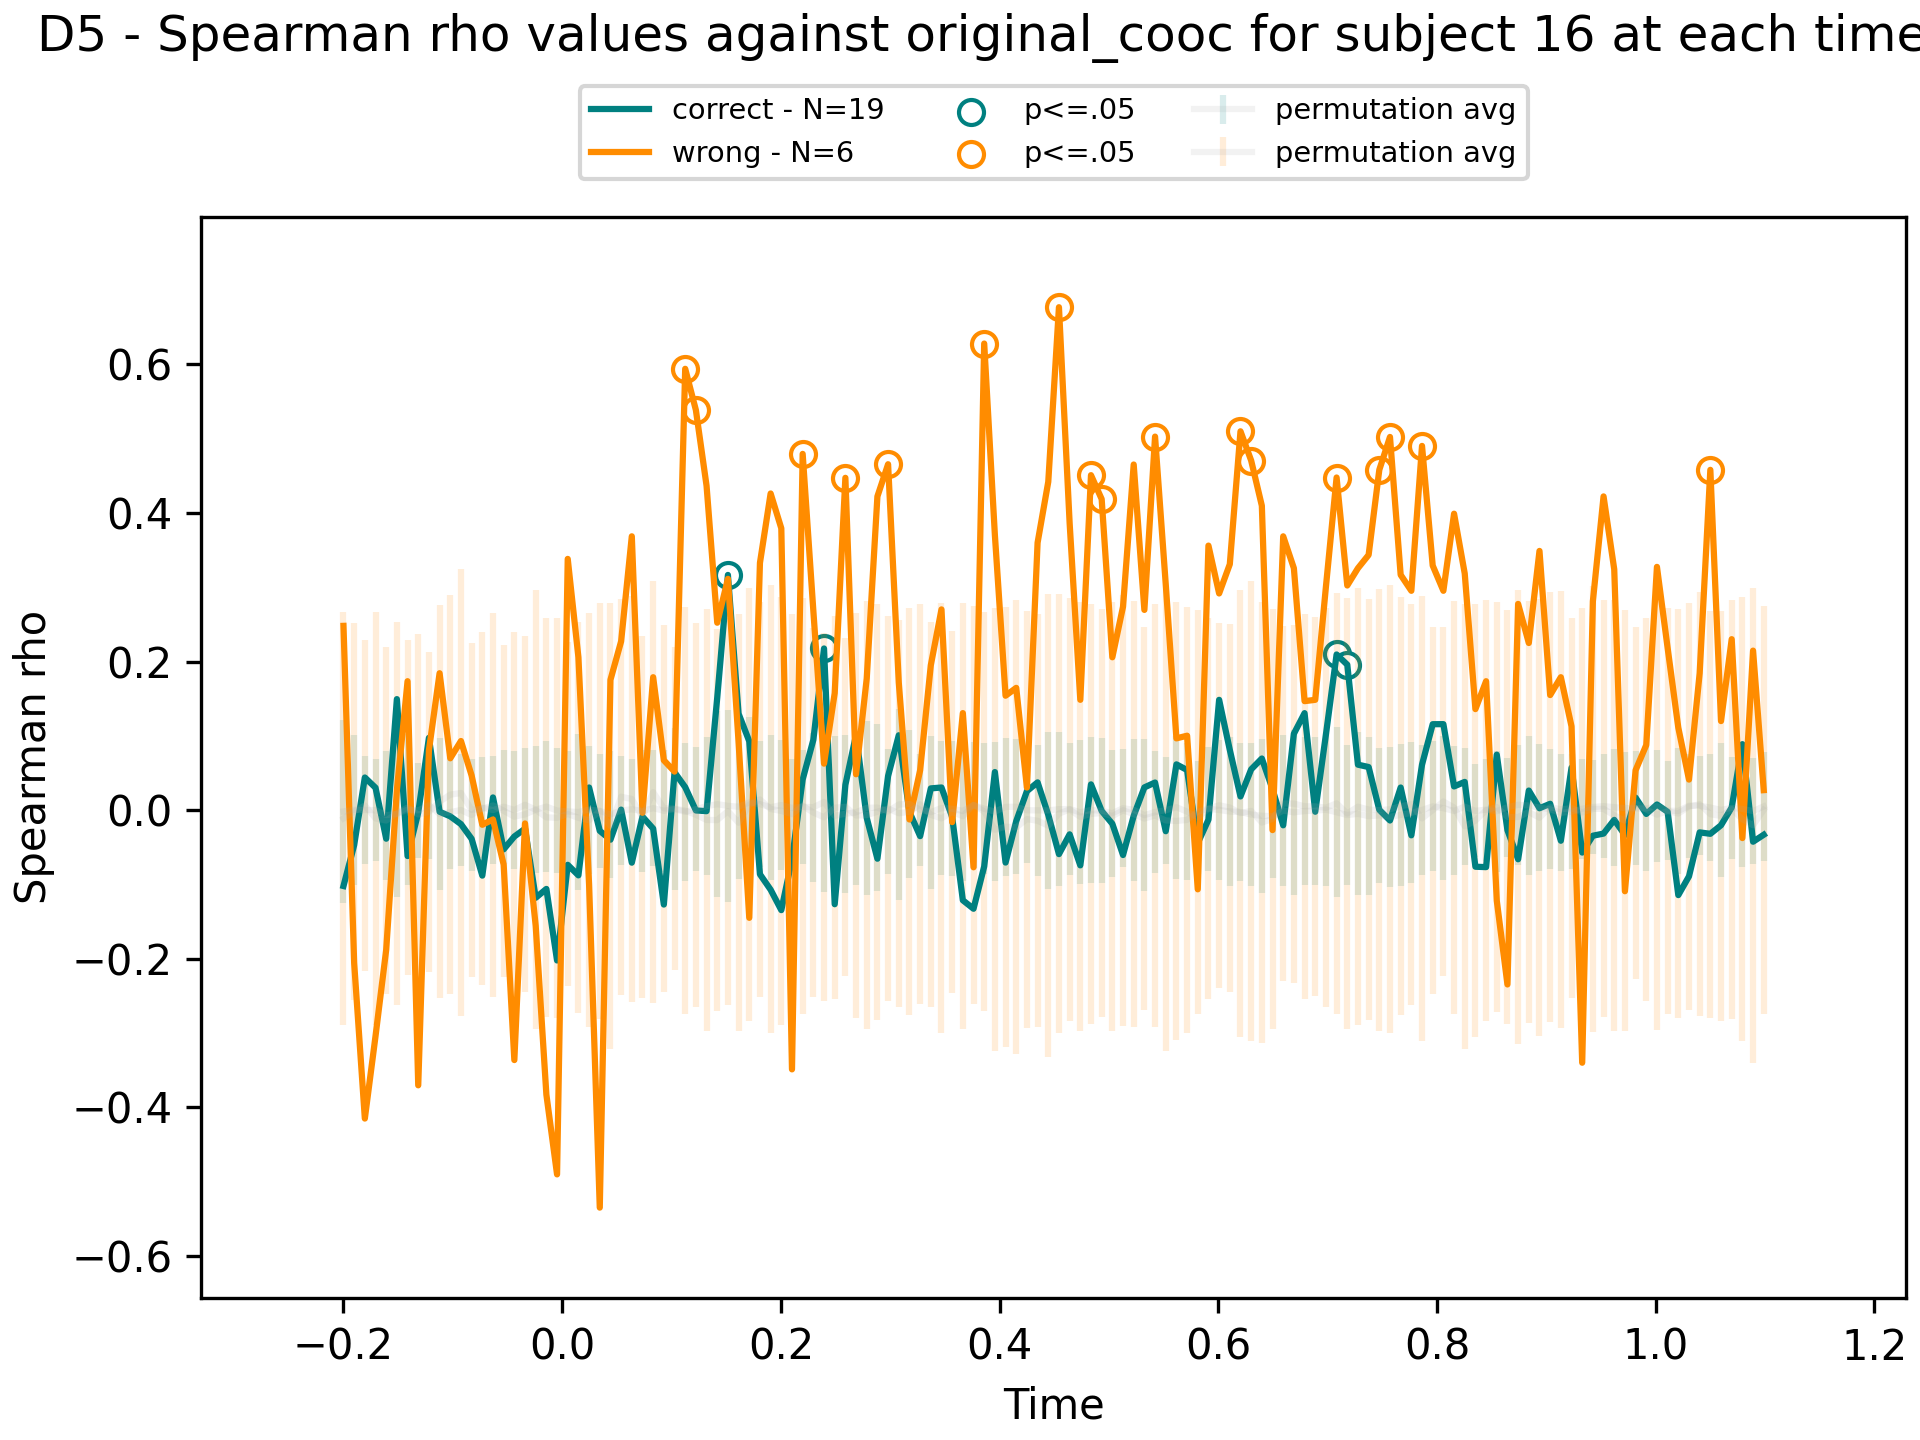 D5 - Spearman rho values against original_cooc for subject 16 at each time
correct - N=19
wrong - N=6
p<=.05
p<=.05
permutation avg
permutation avg
Spearman rho
0.6
0.4
0.2
0.0
−0.2
−0.4
−0.6
−0.2
0.0
0.2
0.4
0.6
0.8
1.0
1.2
Time